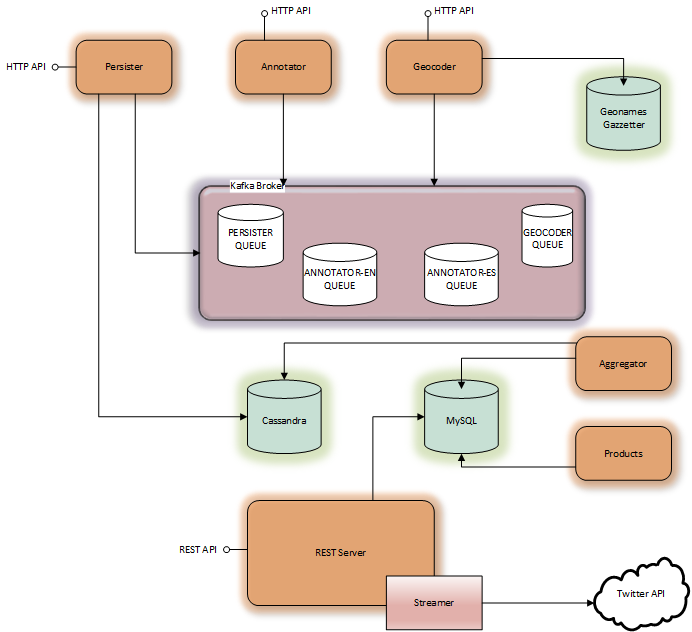 HTTP API
HTTP API
HTTP API
Persister
Annotator
Geocoder
Geonames
Gazzetter
Kafka Broker
PERSISTER
QUEUE
GEOCODER
QUEUE
ANNOTATOR-EN
QUEUE
ANNOTATOR-ES
QUEUE
Aggregator
Cassandra
MySQL
Products
REST API
REST Server
Streamer
Twitter API